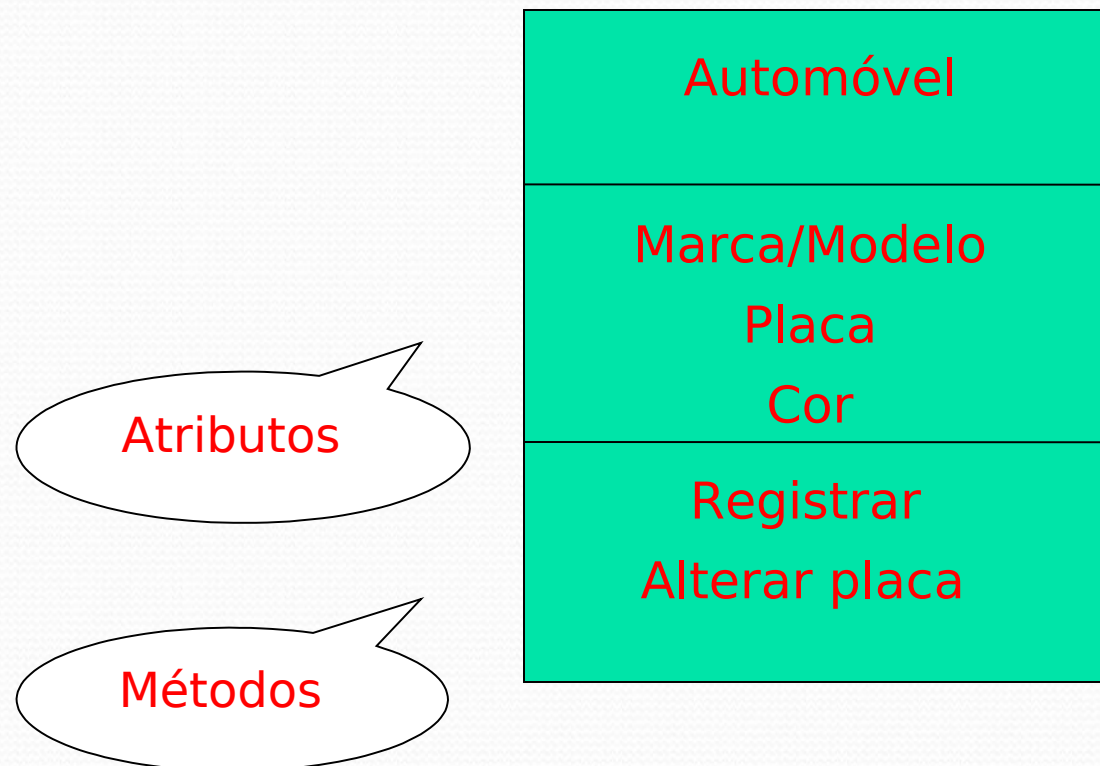 Automóvel
Marca/Modelo
Placa
Cor
Atributos
Registrar
Alterar placa
Métodos